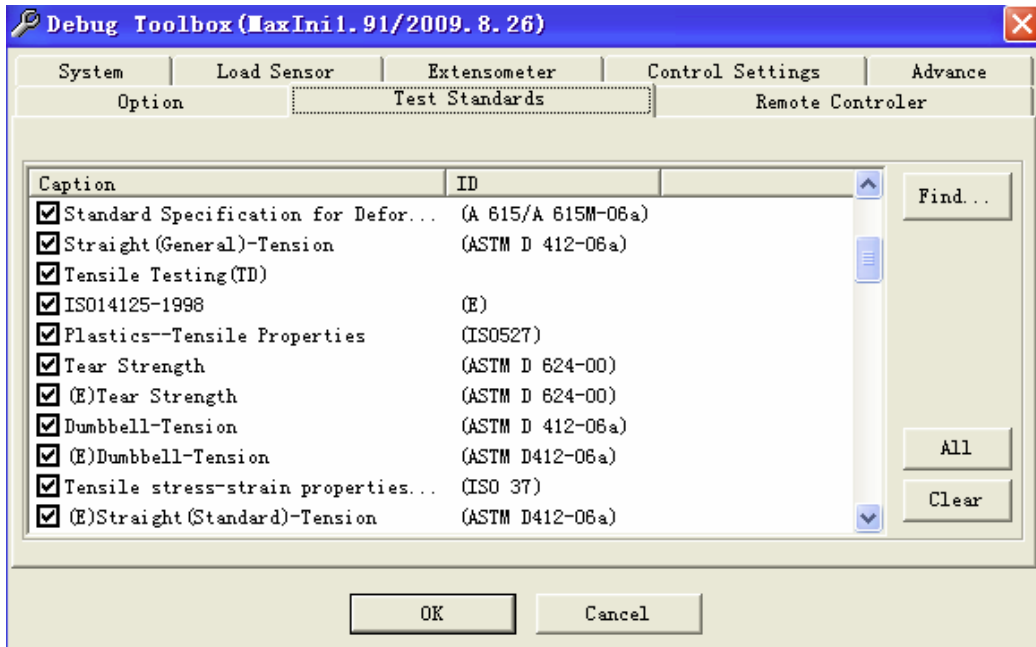 Debug Toolbox(MaxIni1.91/2009.8.26)
System Load Sensor Extensometer Control Settings Advance
Option Test Standards Remote Controler
Caption ID
Find...
Standard Specification for Defor... (A 615/A 615M-06a)
Straight(General)-Tension (ASTM D 412-06a)
Tensile Testing(TD)
ISO14125-1998 (E)
Plastics--Tensile Properties (ISO527)
Tear Strength (ASTM D 624-00)
(E)Tear Strength (ASTM D 624-00)
Dumbbell-Tension (ASTM D 412-06a)
(E)Dumbbell-Tension (ASTM D412-06a)
All
Tensile stress-strain properties... (ISO 37)
Clear
(E)Straight(Standard)-Tension (ASTM D412-06a)
OK Cancel